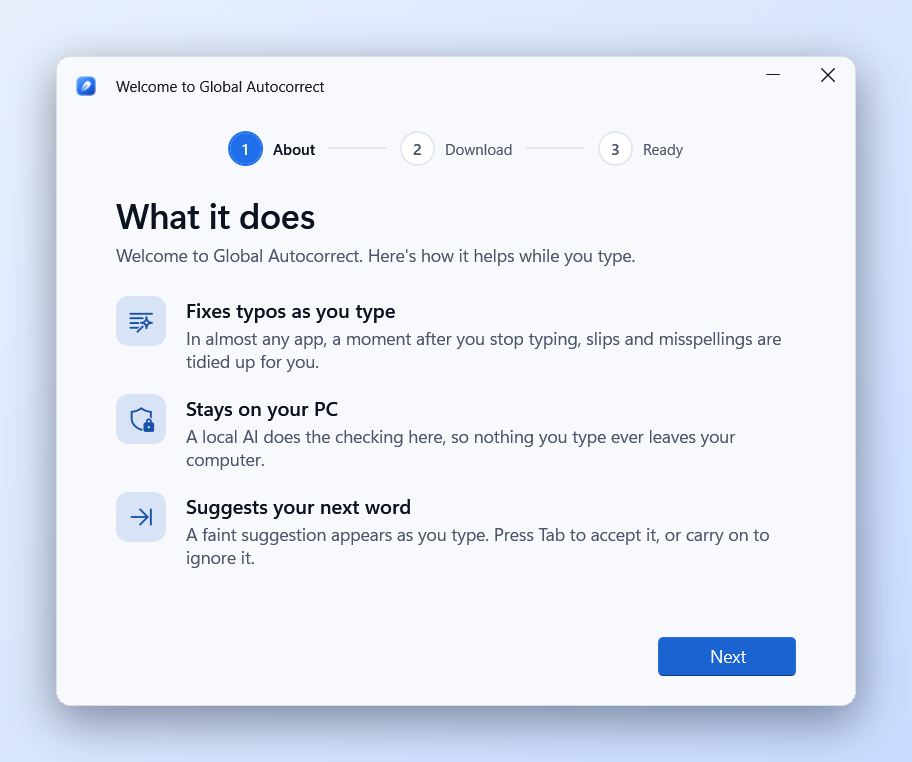 Welcome to Global Autocorrect
1 About
2 Download
3 Ready
What it does
Welcome to Global Autocorrect. Here's how it helps while you type.
Fixes typos as you type
In almost any app, a moment after you stop typing, slips and misspellings are
tidied up for you.
Stays on your PC
A local AI does the checking here, so nothing you type ever leaves your
computer.
Suggests your next word
A faint suggestion appears as you type. Press Tab to accept it, or carry on to
ignore it.
Next